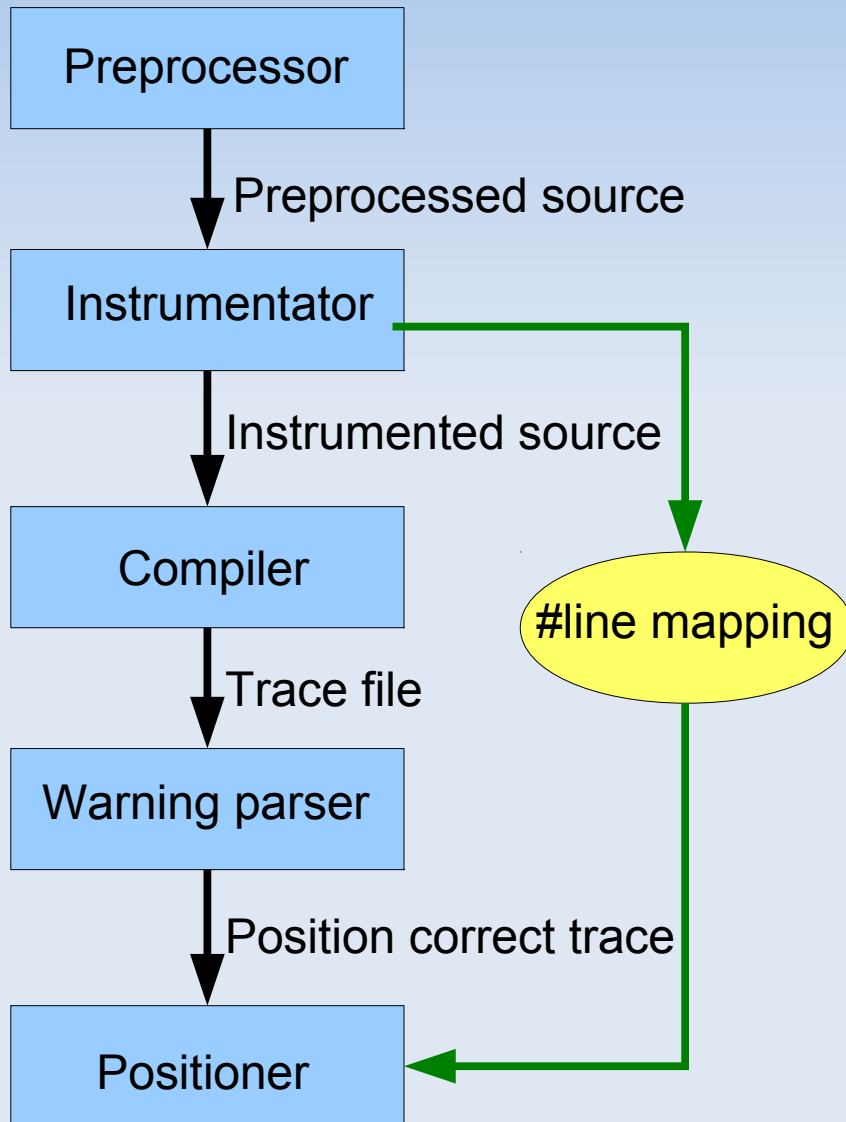 Preprocessor
Preprocessed source
Instrumentator
Instrumented source
Compiler
#line mapping
Trace file
Warning parser
Position correct trace
Positioner